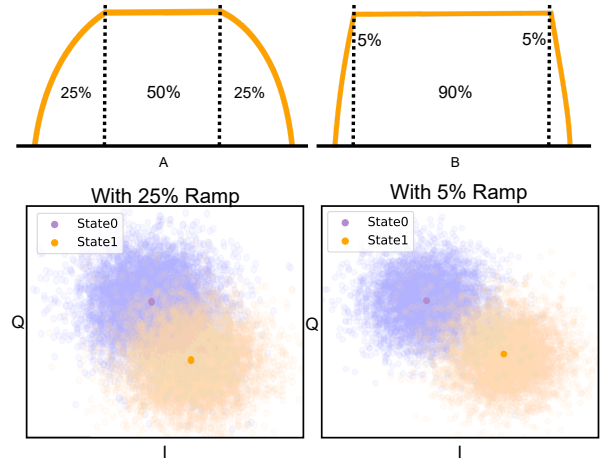 5%
5%
25%
50%
25%
90%
A
B
With 25% Ramp
With 5% Ramp
State0
State1
State0
State1
Q
Q
I
I